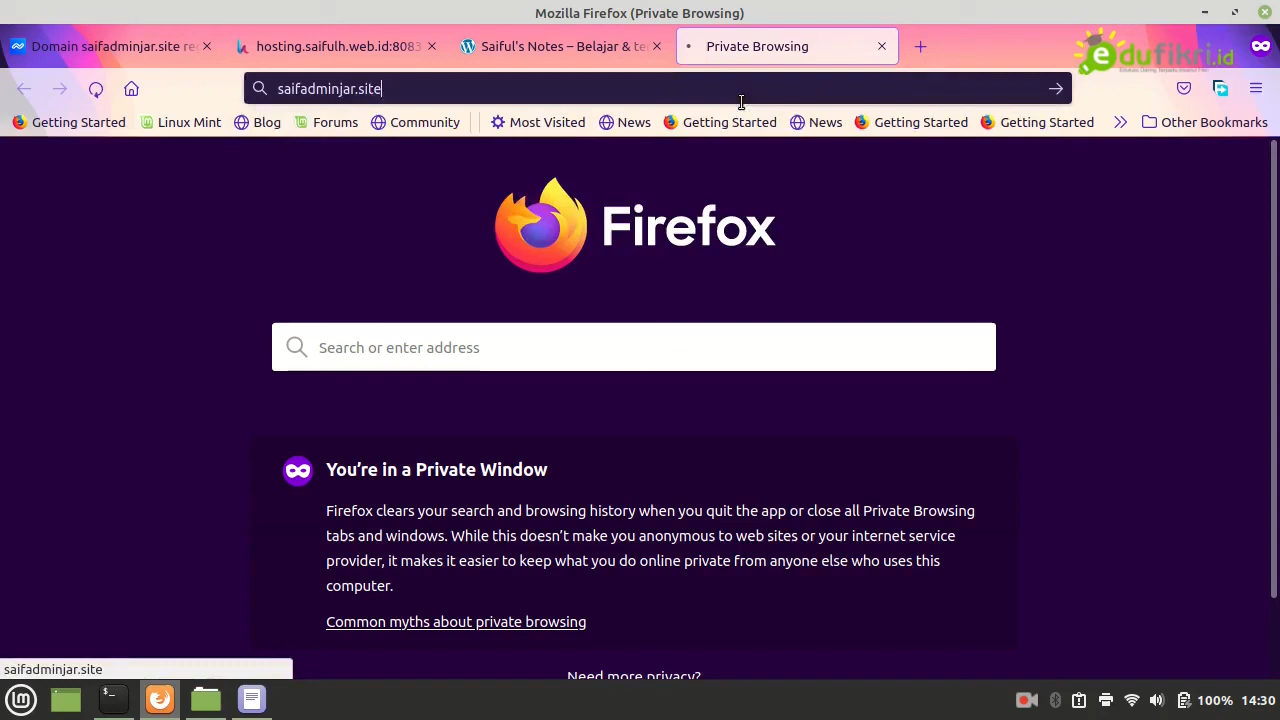 Mozilla Firefox (Private Browsing)
Domain saifadminjar.site re
hosting.saifulh.web.id:8083
Saiful's Notes – Belajar & te
Private Browsing
edufikri.id
saifadminjar.site
Getting Started
Linux Mint
Blog
Forums
Community
Most Visited
News
Getting Started
News
Getting Started
Getting Started
Other Bookmarks
Firefox
Search or enter address
You're in a Private Window
Firefox clears your search and browsing history when you quit the app or close all Private Browsing
tabs and windows. While this doesn't make you anonymous to web sites or your internet service
provider, it makes it easier to keep what you do online private from anyone else who uses this
computer.
Common myths about private browsing
Need more privacy?
saifadminjar.site
100%
14:30